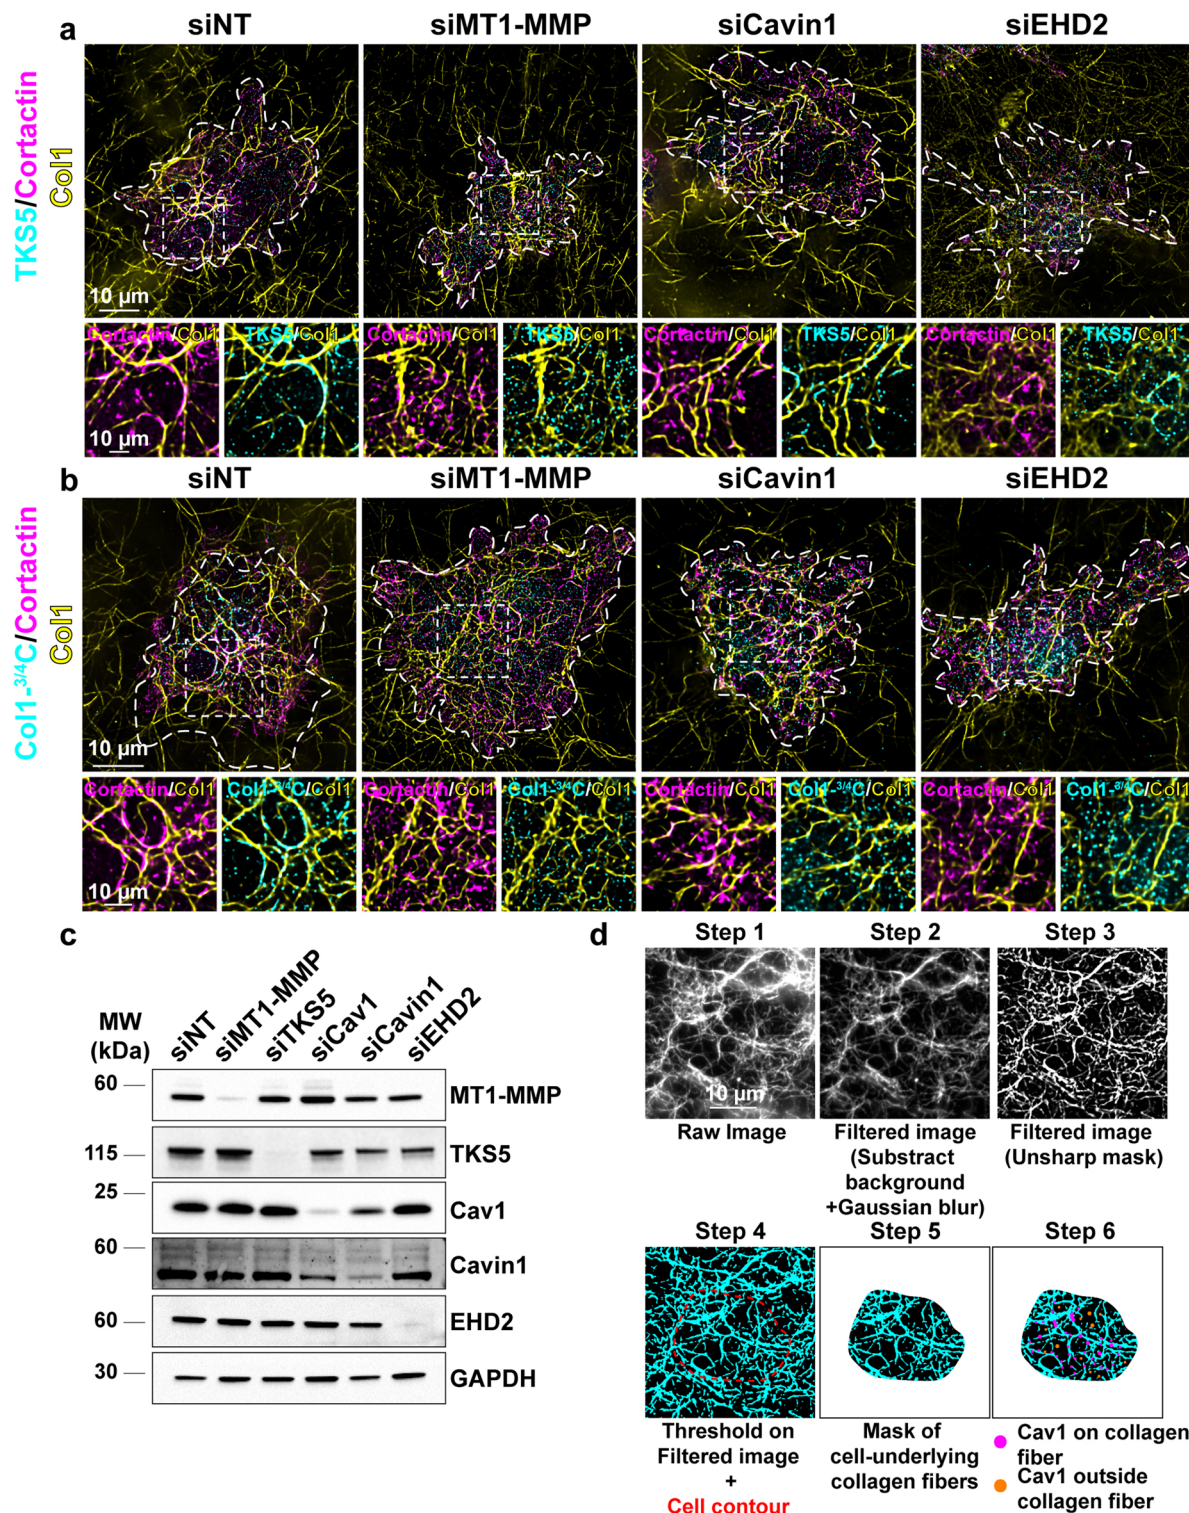 a
siNT
siMT1-MMP
siCavin1
siEHD2
TKS5/Cortactin
Col1
10 µm
Cortactin/Col1
TKS5/Col1
Cortactin/Col1
TKS5/Col1
Cortactin/Col1
TKS5/Col1
Cortactin/Col1
TKS5/Col1
10 µm
b
siNT
siMT1-MMP
siCavin1
siEHD2
Col1-3/4C/Cortactin
Col1
10 µm
Cortactin/Col1
Col1-3/4C/Col1
Cortactin/Col1
Col1-3/4C/Col1
Cortactin/Col1
Col1-3/4C/Col1
Cortactin/Col1
Col1-3/4C/Col1
10 µm
c
MW
(kDa)
siNT
siMT1-MMP
siTKS5
siCav1
siCavin1
siEHD2
60
MT1-MMP
115
TKS5
25
Cav1
60
Cavin1
60
EHD2
30
GAPDH
d
Step 1
Step 2
Step 3
10 µm
Raw Image
Filtered image
(Substract
background
+Gaussian blur)
Filtered image
(Unsharp mask)
Step 4
Step 5
Step 6
Threshold on
Filtered image
+
Cell contour
Mask of
cell-underlying
collagen fibers
Cav1 on collagen
fiber
Cav1 outside
collagen fiber